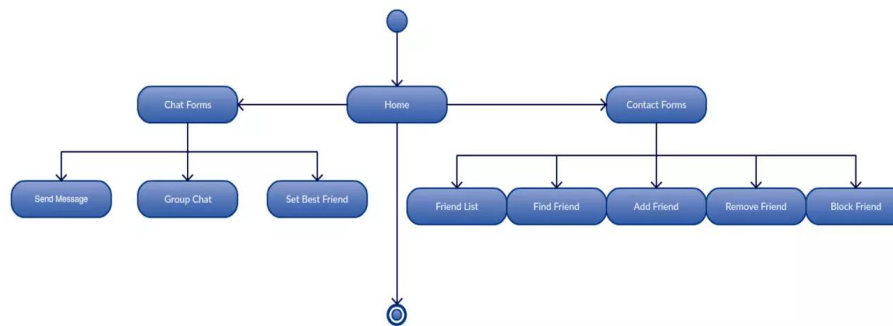 Chat Forms
Home
Contact Forms
Send Message
Group Chat
Set Best Friend
Friend List
Find Friend
Add Friend
Remove Friend
Block Friend